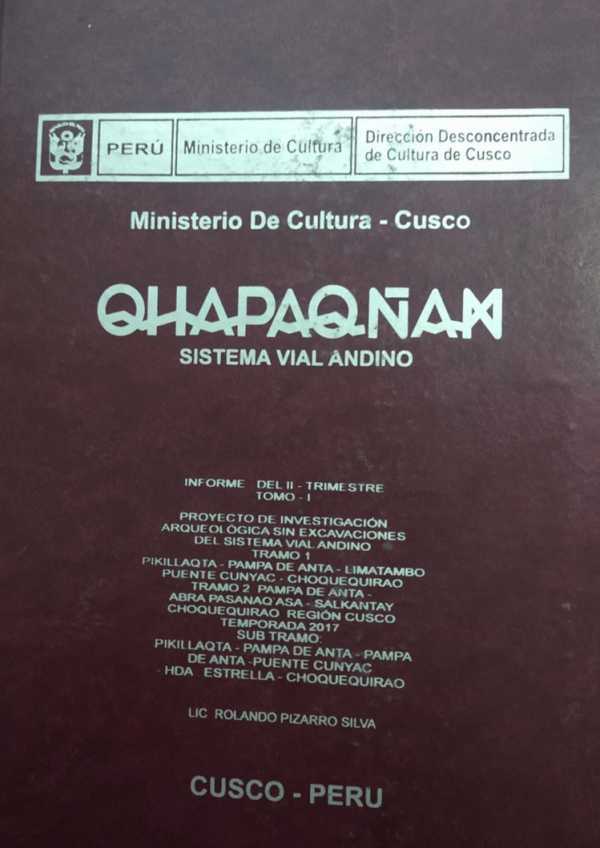 PERÚ
Ministerio de Cultura
Dirección Desconcentrada
de Cultura de Cusco
Ministerio De Cultura - Cusco
QHAPAQÑAN
SISTEMA VIAL ANDINO
INFORME DEL II - TRIMESTRE
TOMO - I
PROYECTO DE INVESTIGACIÓN
ARQUEOLÓGICA SIN EXCAVACIONES
DEL SISTEMA VIAL ANDINO
TRAMO 1
PIKILLAQTA - PAMPA DE ANTA - LIMATAMBO
PUENTE CUNYAC - CHOQUEQUIRAO
TRAMO 2 PAMPA DE ANTA -
ABRA PASANAQ'ASA - SALKANTAY
CHOQUEQUIRAO REGIÓN CUSCO
TEMPORADA 2017
SUB TRAMO:
PIKILLAQTA - PAMPA DE ANTA - PAMPA
DE ANTA -PUENTE CUNYAC
- HDA ESTRELLA - CHOQUEQUIRAO
LIC ROLANDO PIZARRO SILVA
CUSCO - PERU